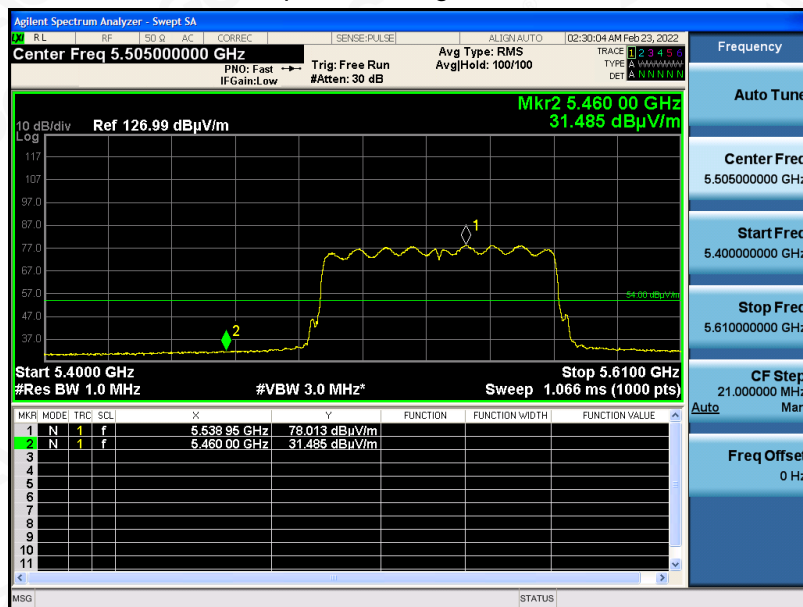 Agilent Spectrum Analyzer - Swept SA
LXI RL RF 50 Ω AC CORREC SENSE:PULSE ALIGN AUTO 02:30:04 AM Feb 23, 2022
Center Freq 5.505000000 GHz
PNO: Fast
IFGain:Low
Trig: Free Run
#Atten: 30 dB
Avg Type: RMS
Avg|Hold: 100/100
TRACE 1 2 3 4 5 6
TYPE A WWWWW
DET A N N N N N
Mkr2 5.460 00 GHz
31.485 dBµV/m
10 dB/div Ref 126.99 dBµV/m
Log
117
107
97.0
87.0
77.0
67.0
57.0
47.0
37.0
1
54.00 dBµV/m
2
Start 5.4000 GHz Stop 5.6100 GHz
#Res BW 1.0 MHz #VBW 3.0 MHz* Sweep 1.066 ms (1000 pts)
MKR MODE TRC SCL X Y FUNCTION FUNCTION WIDTH FUNCTION VALUE
1 N 1 f 5.538 95 GHz 78.013 dBµV/m
2 N 1 f 5.460 00 GHz 31.485 dBµV/m
3
4
5
6
7
8
9
10
11
MSG STATUS
Frequency
Auto Tune
Center Freq
5.505000000 GHz
Start Freq
5.400000000 GHz
Stop Freq
5.610000000 GHz
CF Step
21.000000 MHz
Auto Man
Freq Offset
0 Hz